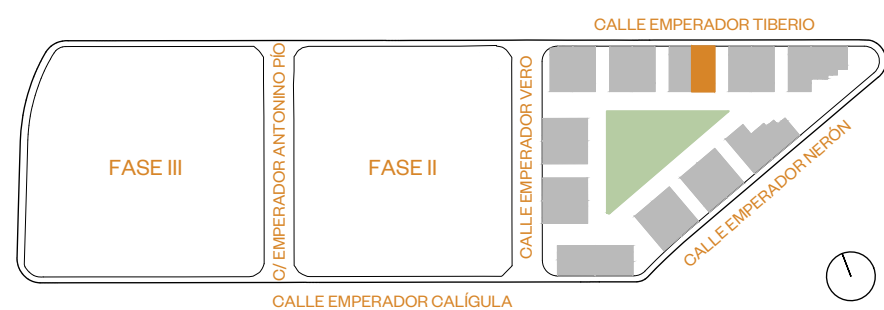 CALLE EMPERADOR TIBERIO
C/ EMPERADOR ANTONINO PÍO
CALLE EMPERADOR VERO
FASE III
FASE II
CALLE EMPERADOR NERÓN
CALLE EMPERADOR CALÍGULA